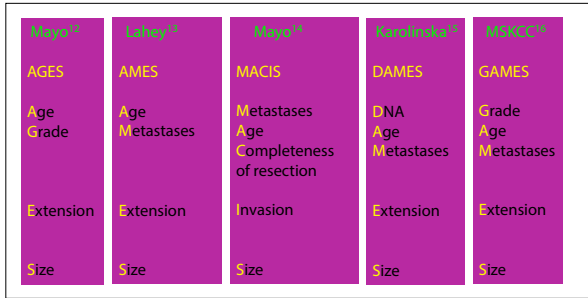 Mayo12
AGES
Age
Grade
Extension
Size
Lahey13
AMES
Age
Metastases
Extension
Size
Mayo14
MACIS
Metastases
Age
Completeness
of resection
Invasion
Size
Karolinska15
DAMES
DNA
Age
Metastases
Extension
Size
MSKCC16
GAMES
Grade
Age
Metastases
Extension
Size